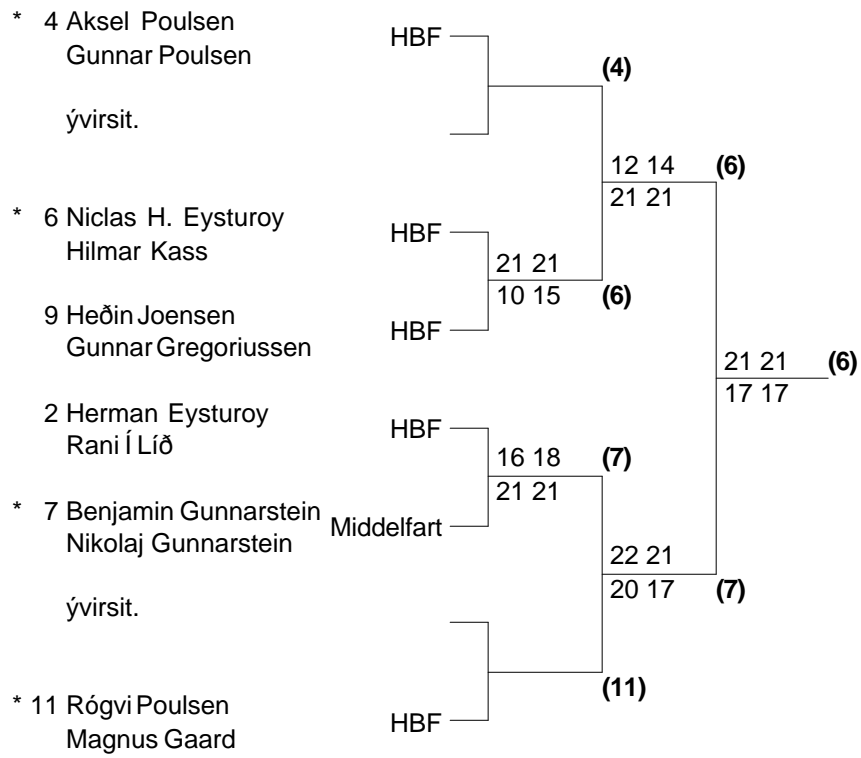 * 4 Aksel Poulsen HBF
Gunnar Poulsen
(4)
ývirsit.
12 14 (6)
21 21
* 6 Niclas H. Eysturoy HBF
Hilmar Kass
21 21
10 15 (6)
9 Heðin Joensen HBF
Gunnar Gregoriussen
21 21 (6)
17 17
2 Herman Eysturoy HBF
Rani Í Líð
16 18 (7)
21 21
* 7 Benjamin Gunnarstein Middelfart
Nikolaj Gunnarstein
22 21
20 17 (7)
ývirsit.
(11)
* 11 Rógvi Poulsen HBF
Magnus Gaard